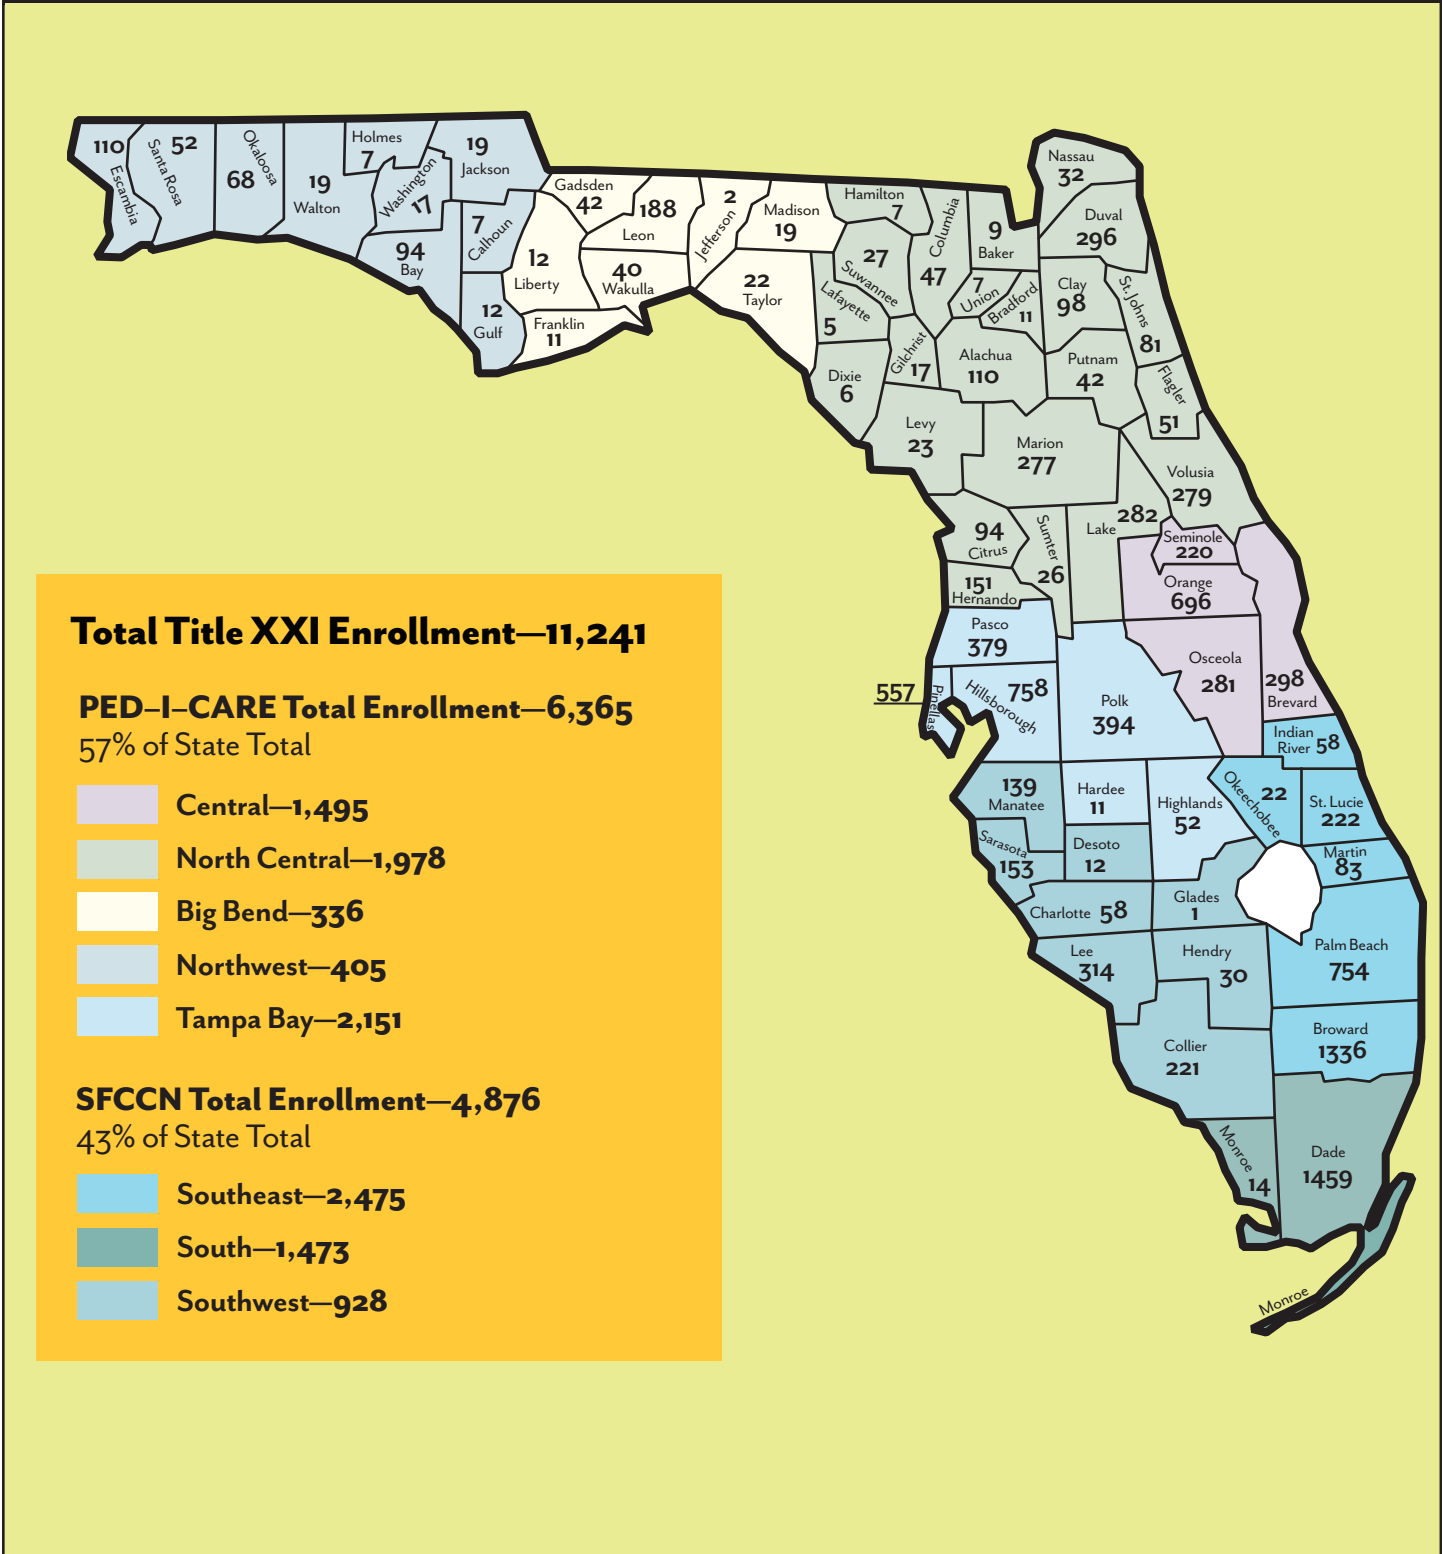 110
Escambia
52
Santa Rosa
Okaloosa
68
19
Walton
Holmes
7
Washington
17
19
Jackson
94
Bay
7
Calhoun
12
Gulf
Gadsden
42
12
Liberty
188
Leon
40
Wakulla
Franklin
11
2
Jefferson
Madison
19
22
Taylor
Hamilton
7
27
Suwannee
Lafayette
5
Columbia
47
9
Baker
Nassau
32
Duval
296
7
Union
Bradford
11
Clay
98
St. Johns
81
Dixie
6
Gilchrist
17
Alachua
110
Putnam
42
Flagler
51
Levy
23
Marion
277
Volusia
279
94
Citrus
Sumter
26
Lake
282
Seminole
220
151
Hernando
Orange
696
Pasco
379
Osceola
281
298
Brevard
557
Pinellas
Hillsborough
758
Polk
394
Indian
River 58
139
Manatee
Hardee
11
Highlands
52
Okeechobee
22
St. Lucie
222
Sarasota
153
Desoto
12
Martin
83
Charlotte 58
Glades
1
Lee
314
Hendry
30
Palm Beach
754
Collier
221
Broward
1336
Monroe
14
Dade
1459
Monroe
Total Title XXI Enrollment—11,241
PED–I–CARE Total Enrollment—6,365
57% of State Total
Central—1,495
North Central—1,978
Big Bend—336
Northwest—405
Tampa Bay—2,151
SFCCN Total Enrollment—4,876
43% of State Total
Southeast—2,475
South—1,473
Southwest—928